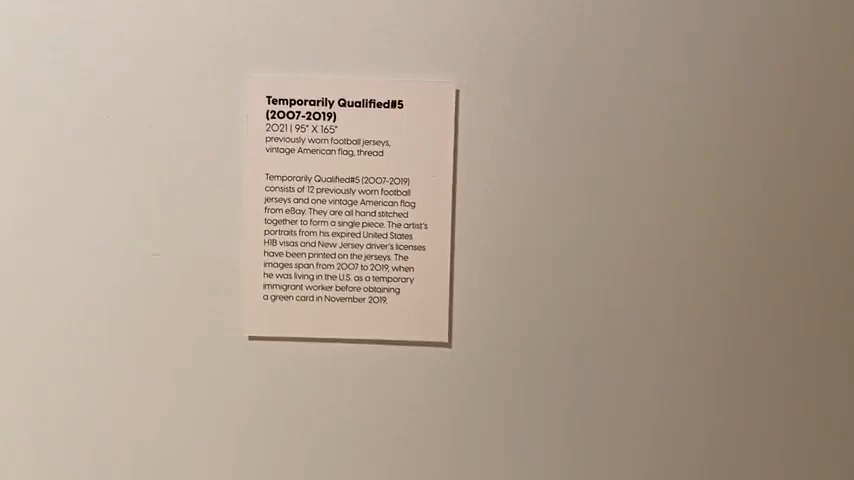 Temporarily Qualified#5
(2007-2019)
2021 | 95" X 165"
previously worn football jerseys,
vintage American flag, thread
Temporarily Qualified#5 (2007-2019)
consists of 12 previously worn football
jerseys and one vintage American flag
from eBay. They are all hand stitched
together to form a single piece. The artist's
portraits from his expired United States
H1B visas and New Jersey driver's licenses
have been printed on the jerseys. The
images span from 2007 to 2019, when
he was living in the U.S. as a temporary
immigrant worker before obtaining
a green card in November 2019.